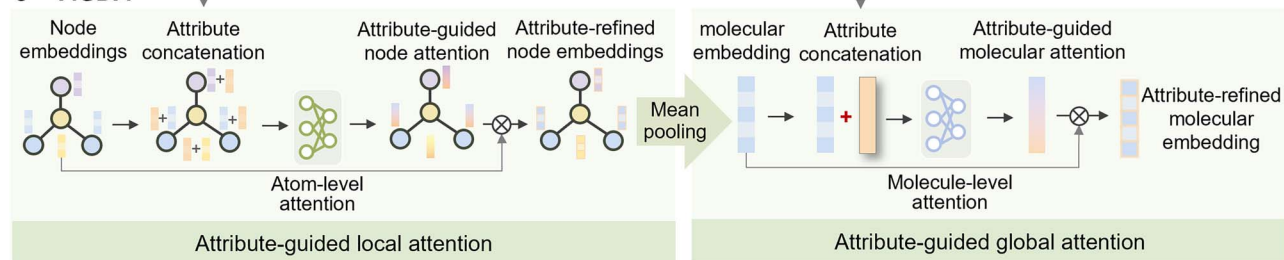 Node
embeddings
Attribute
concatenation
Attribute-guided
node attention
Attribute-refined
node embeddings
+
+
+
+
Atom-level
attention
Attribute-guided local attention
Mean
pooling
molecular
embedding
Attribute
concatenation
Attribute-guided
molecular attention
+
Attribute-refined
molecular
embedding
Molecule-level
attention
Attribute-guided global attention